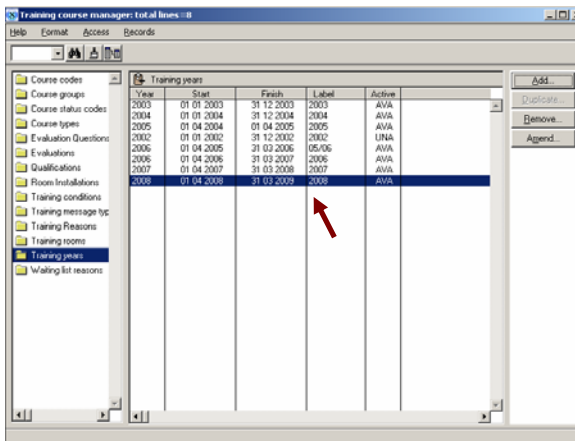 Training course manager: total lines=8
Help Format Access Records
Training years
Year Start Finish Label Active
2003 01 01 2003 31 12 2003 2003 AVA
2004 01 01 2004 31 12 2004 2004 AVA
2005 01 04 2004 01 04 2005 2005 AVA
2002 01 01 2002 31 12 2002 2002 UNA
2006 01 04 2005 31 03 2006 05/06 AVA
2006 01 04 2006 31 03 2007 2006 AVA
2007 01 04 2007 31 03 2008 2007 AVA
2008 01 04 2008 31 03 2009 2008 AVA
Course codes
Course groups
Course status codes
Course types
Evaluation Questions
Evaluations
Qualifications
Room Installations
Training conditions
Training message typ
Training Reasons
Training rooms
Training years
Waiting list reasons
Add...
Duplicate...
Remove...
Amend...